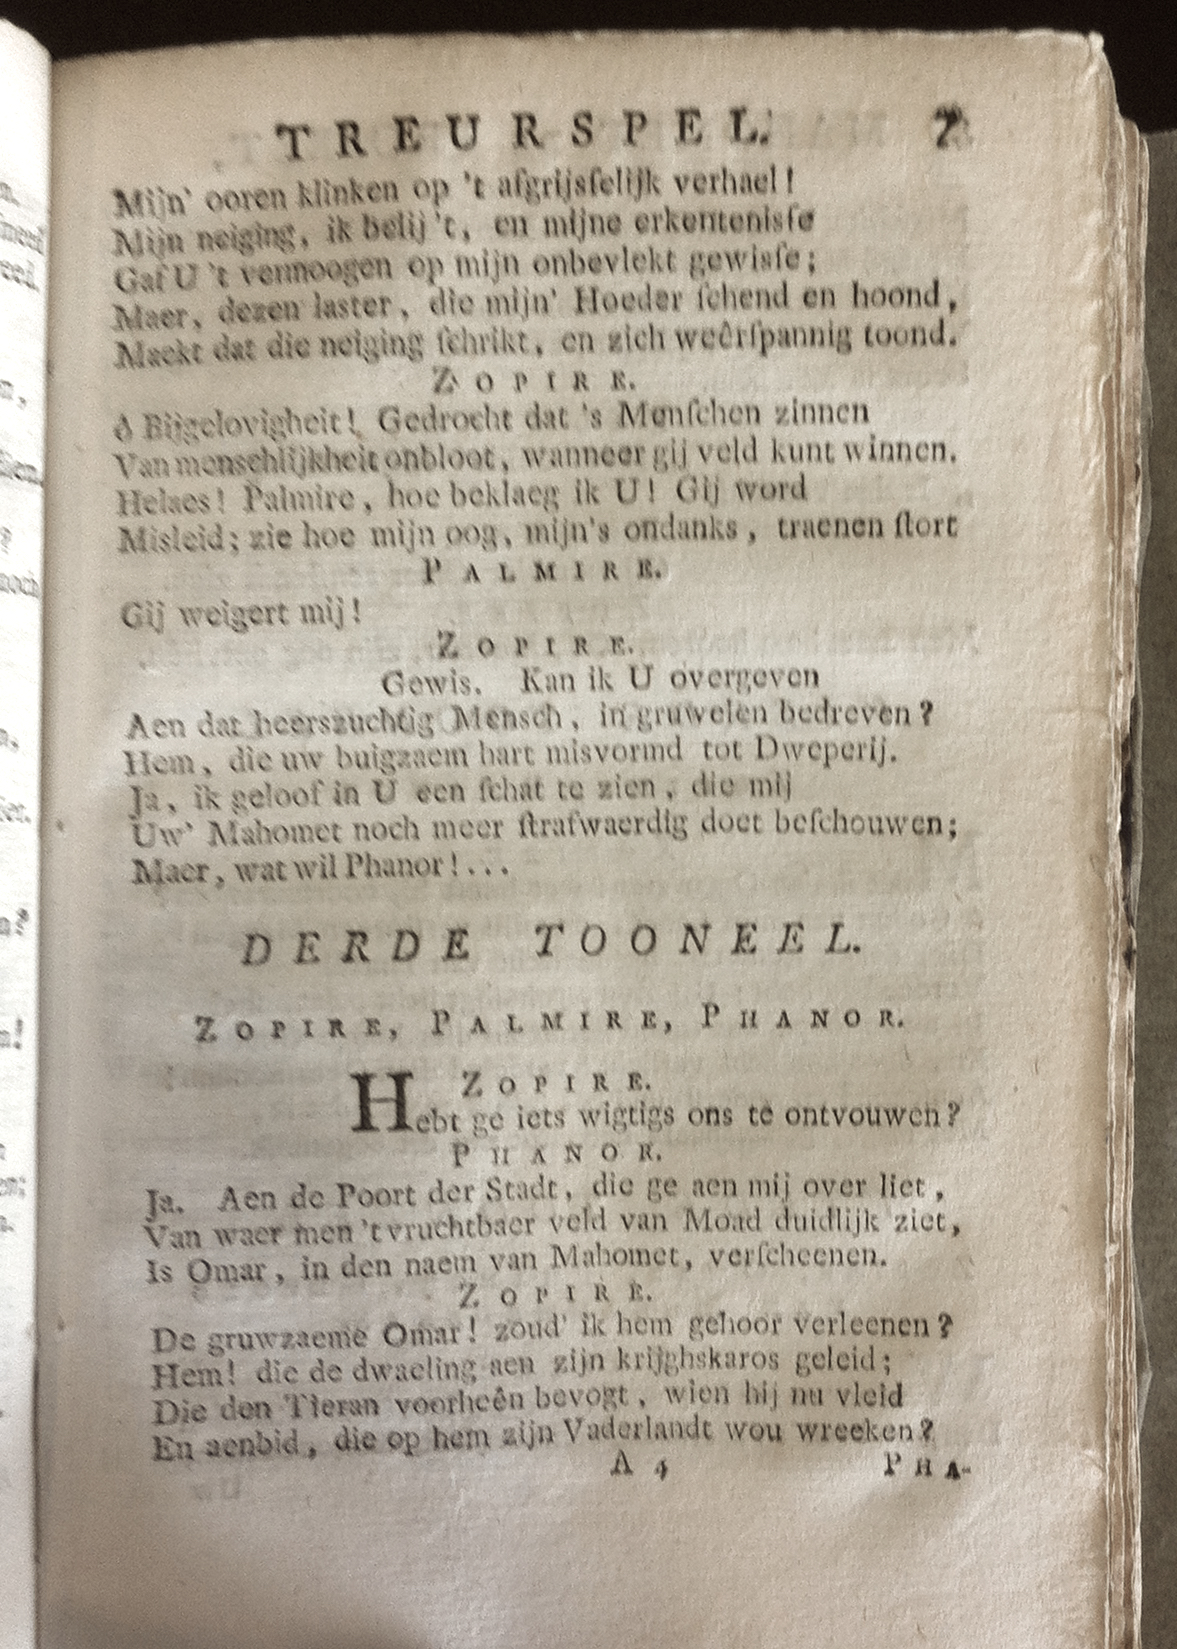 TREURSPEL. 7
Mijn' ooren klinken op 't afgrijsſelijk verhael!
Mijn neiging, ik belij 't, en mijne erkentenisſe
Gaf U 't vermoogen op mijn onbevlekt gewisſe;
Maer, dezen laster, die mijn' Hoeder ſchend en hoond,
Maekt dat die neiging ſchrikt, en zich weêrſpannig toond.
ZOPIRE.
ô Bijgelovigheit! Gedrocht dat 's Menſchen zinnen
Van menschlijkheit onbloot, wanneer gij veld kunt winnen.
Helaes! Palmire, hoe beklaeg ik U! Gij word
Misleid; zie hoe mijn oog, mijn's ondanks, traenen ſtort
PALMIRE.
Gij weigert mij!
ZOPIRE.
Gewis. Kan ik U overgeven
Aen dat heerszuchtig Mensch, in gruwelen bedreven?
Hem, die uw buigzaem hart misvormd tot Dweperij.
Ja, ik geloof in U een ſchat te zien, die mij
Uw' Mahomet noch meer ſtrafwaerdig doet beſchouwen;
Maer, wat wil Phanor!...
DERDE TOONEEL.
ZOPIRE, PALMIRE, PHANOR.
ZOPIRE.
Hebt ge iets wigtigs ons te ontvouwen?
PHANOR.
Ja. Aen de Poort der Stadt, die ge aen mij over liet,
Van waer men 't vruchtbaer veld van Moad duidlijk ziet,
Is Omar, in den naem van Mahomet, verſcheenen.
ZOPIRE.
De gruwzaeme Omar! zoud' ik hem gehoor verleenen?
Hem! die de dwaeling aen zijn krijghskaros geleid;
Die den Tieran voorheên bevogt, wien hij nu vleid
En aenbid, die op hem zijn Vaderlandt wou wreeken?
A 4 PHA-